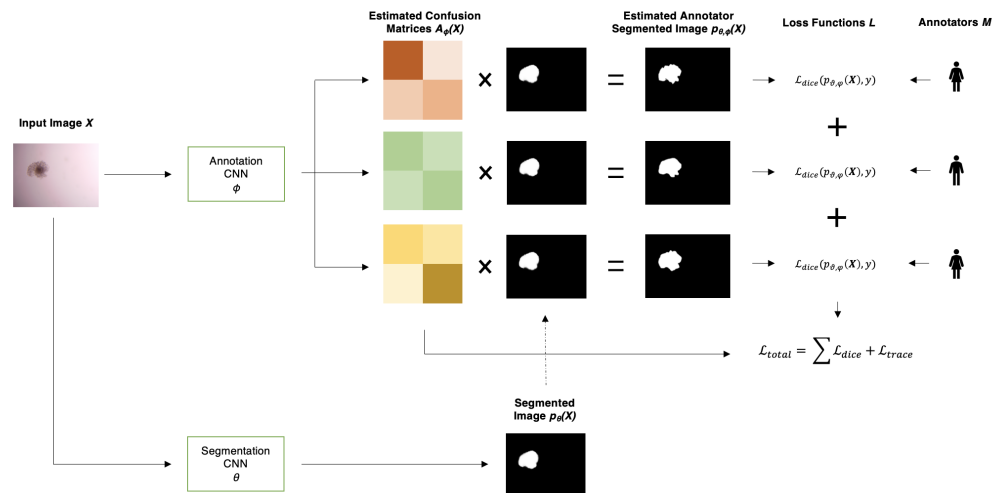 Estimated Confusion
Matrices Aϕ(X)
Estimated Annotator
Segmented Image pθ,ϕ(X)
Loss Functions L
Annotators M
Input Image X
Annotation
CNN
ϕ
×
=
ℒdice(pϑ,φ(X), y)
+
×
=
ℒdice(pϑ,φ(X), y)
+
×
=
ℒdice(pϑ,φ(X), y)
ℒtotal = ∑ ℒdice + ℒtrace
Segmented
Image pθ(X)
Segmentation
CNN
θ